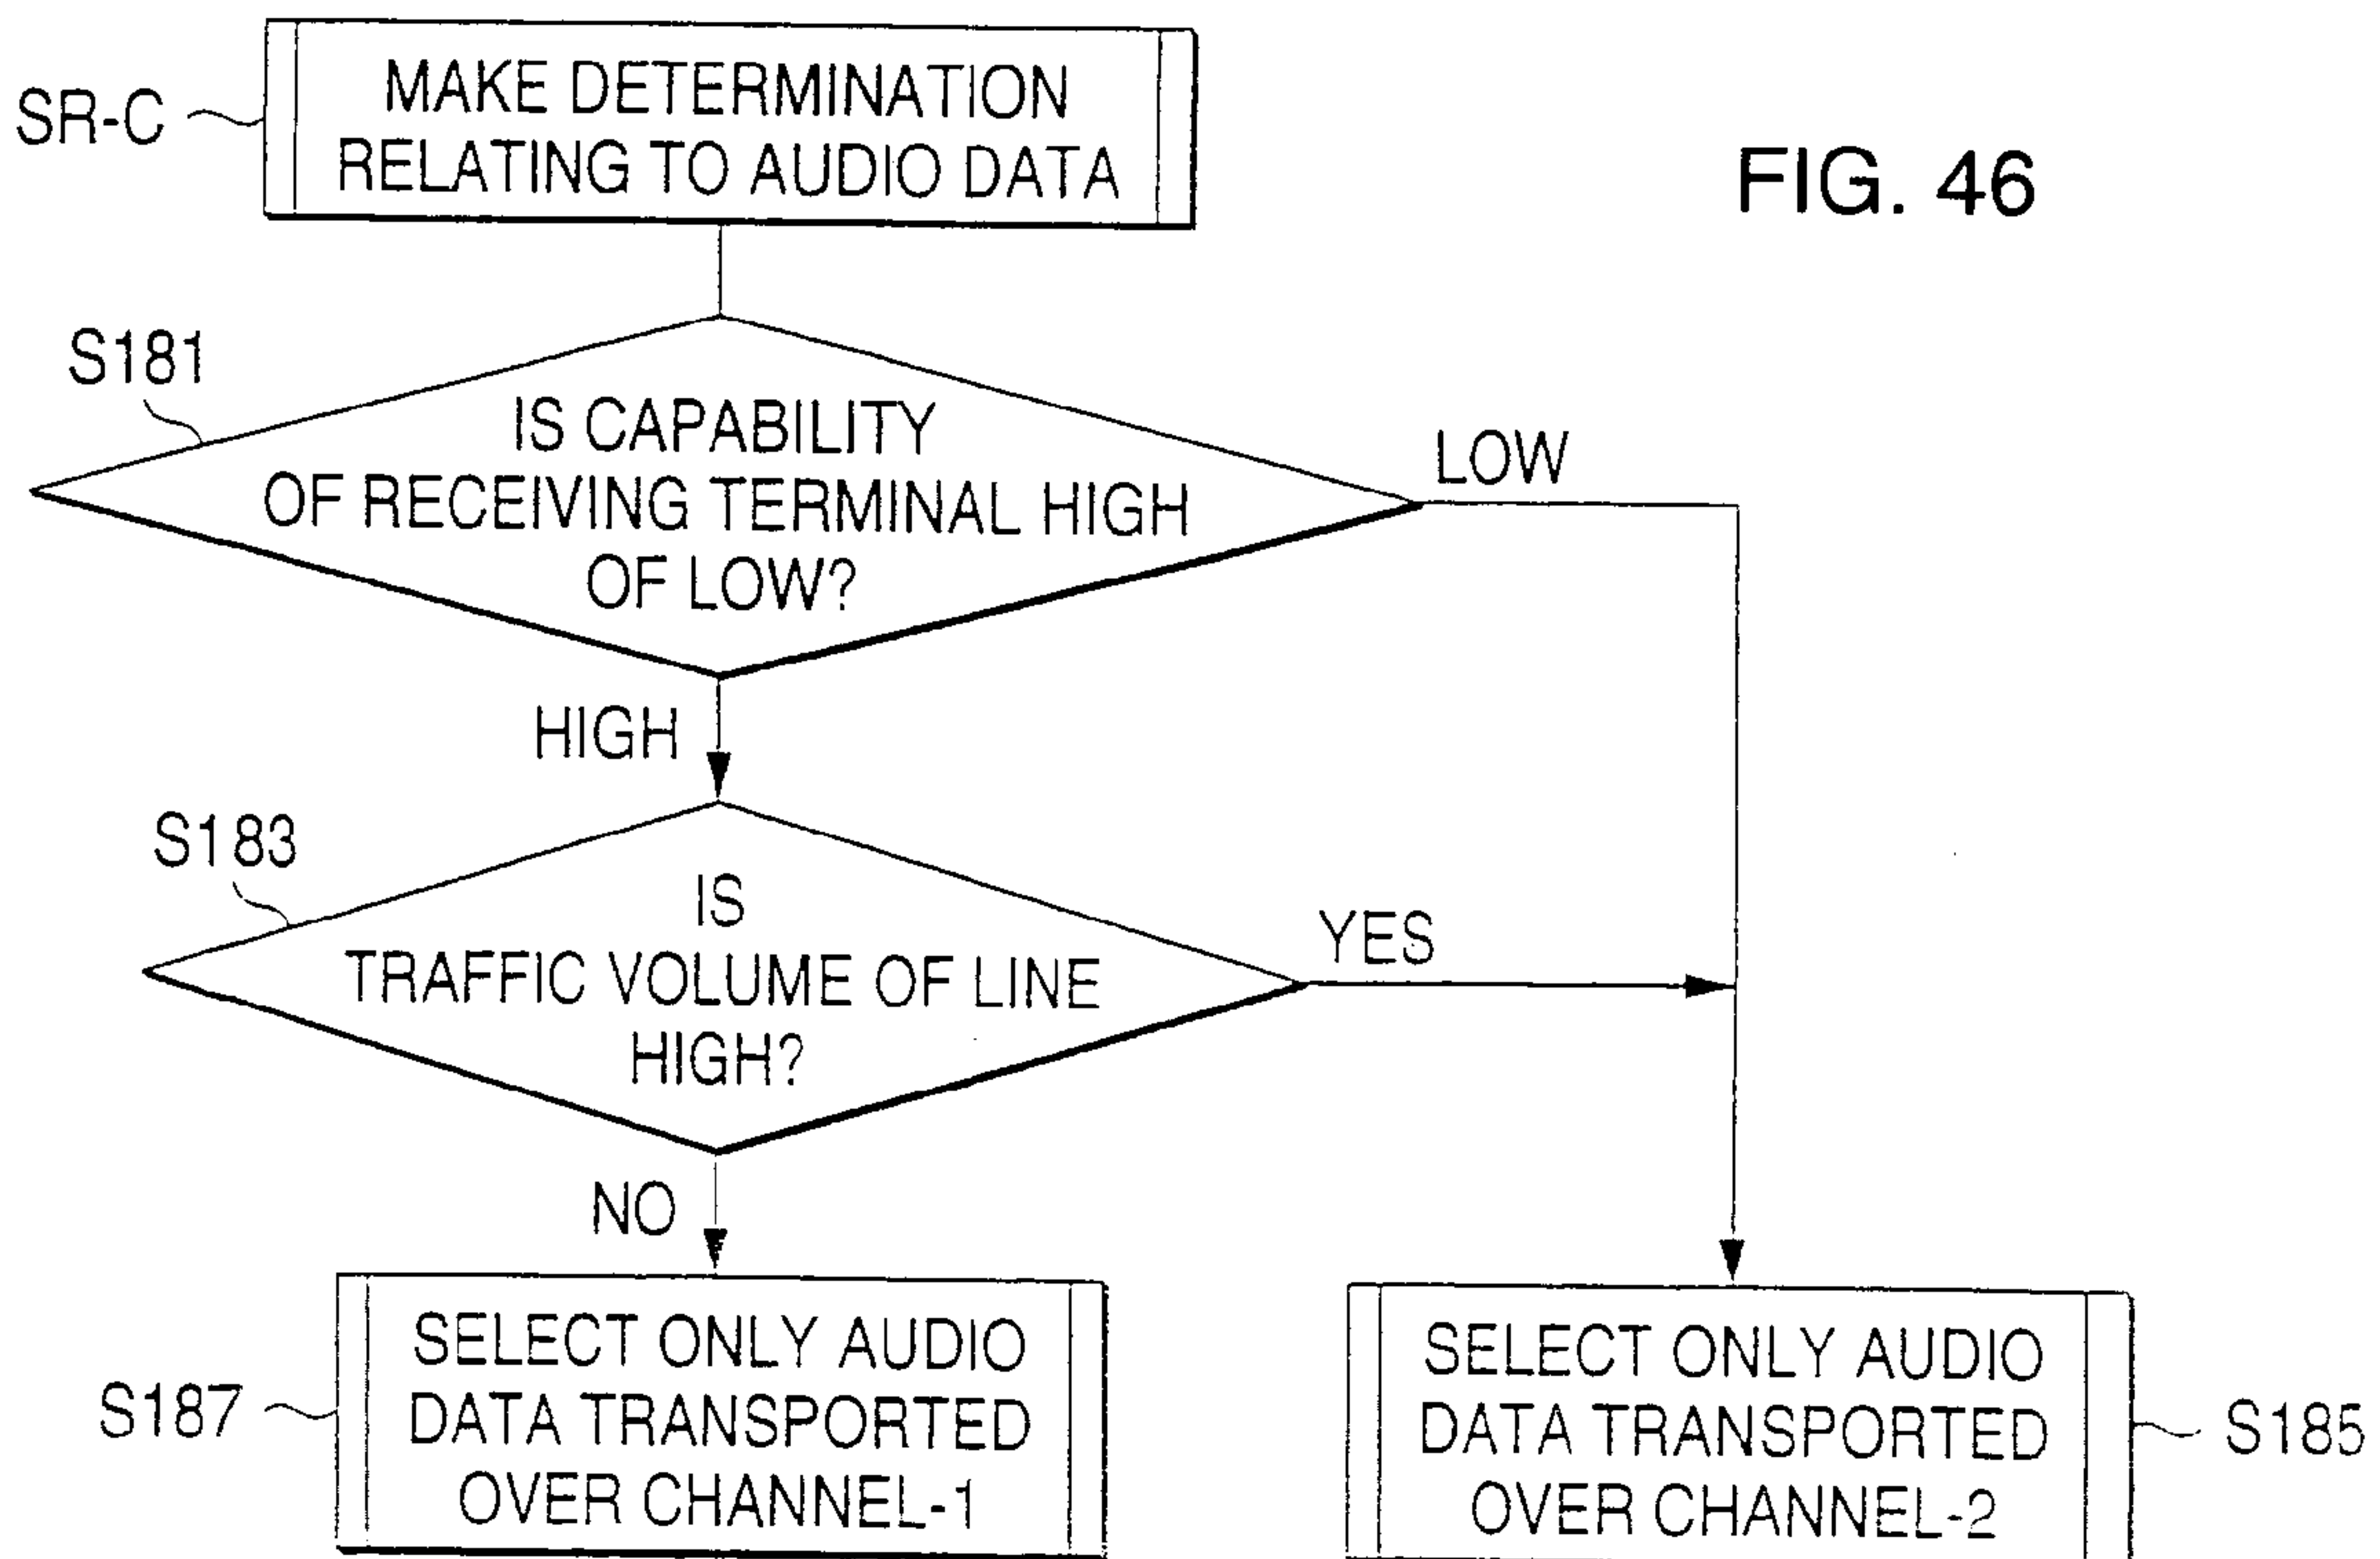 MAKE DETERMINATION
RELATING TO AUDIO DATA
SR-C
FIG. 46
S181
IS CAPABILITY
OF RECEIVING TERMINAL HIGH
OF LOW?
LOW
HIGH
S183
IS
TRAFFIC VOLUME OF LINE
HIGH?
YES
NO
SELECT ONLY AUDIO
DATA TRANSPORTED
OVER CHANNEL-1
S187
SELECT ONLY AUDIO
DATA TRANSPORTED
OVER CHANNEL-2
S185